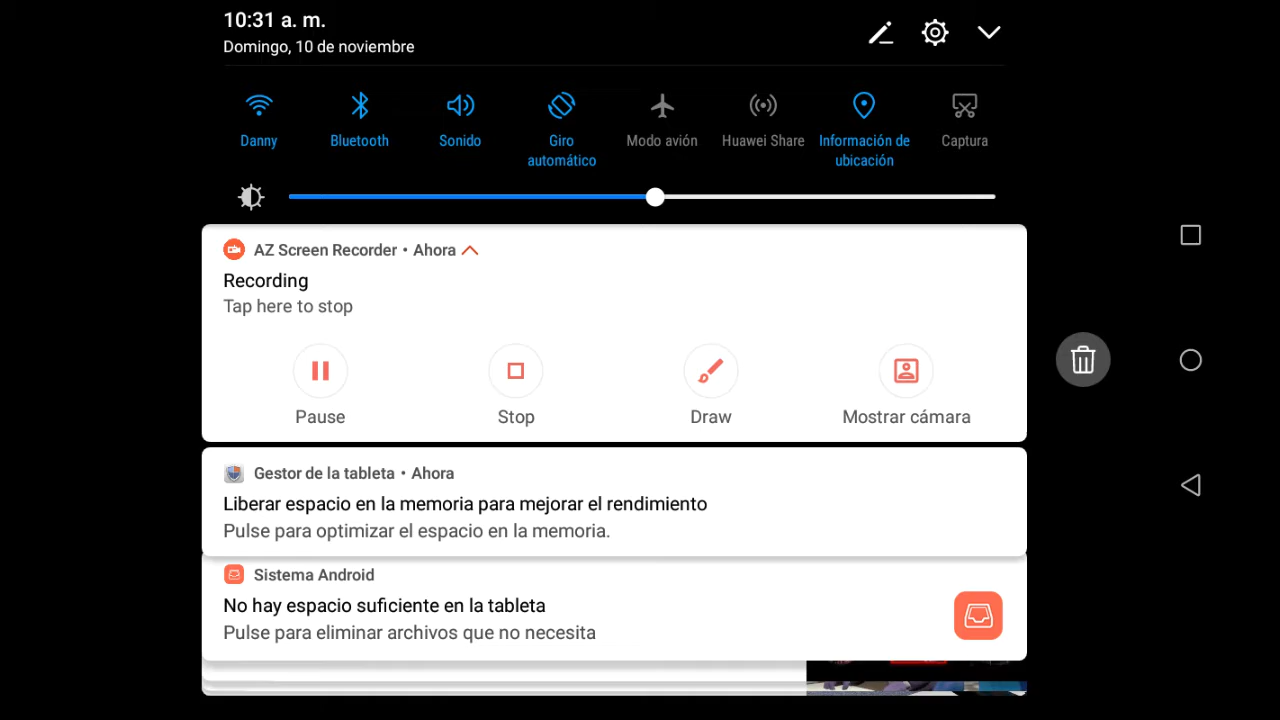 10:31 a. m.
Domingo, 10 de noviembre
Danny
Bluetooth
Sonido
Giro
automático
Modo avión
Huawei Share
Información de
ubicación
Captura
AZ Screen Recorder • Ahora
Recording
Tap here to stop
Pause
Stop
Draw
Mostrar cámara
Gestor de la tableta • Ahora
Liberar espacio en la memoria para mejorar el rendimiento
Pulse para optimizar el espacio en la memoria.
Sistema Android
No hay espacio suficiente en la tableta
Pulse para eliminar archivos que no necesita